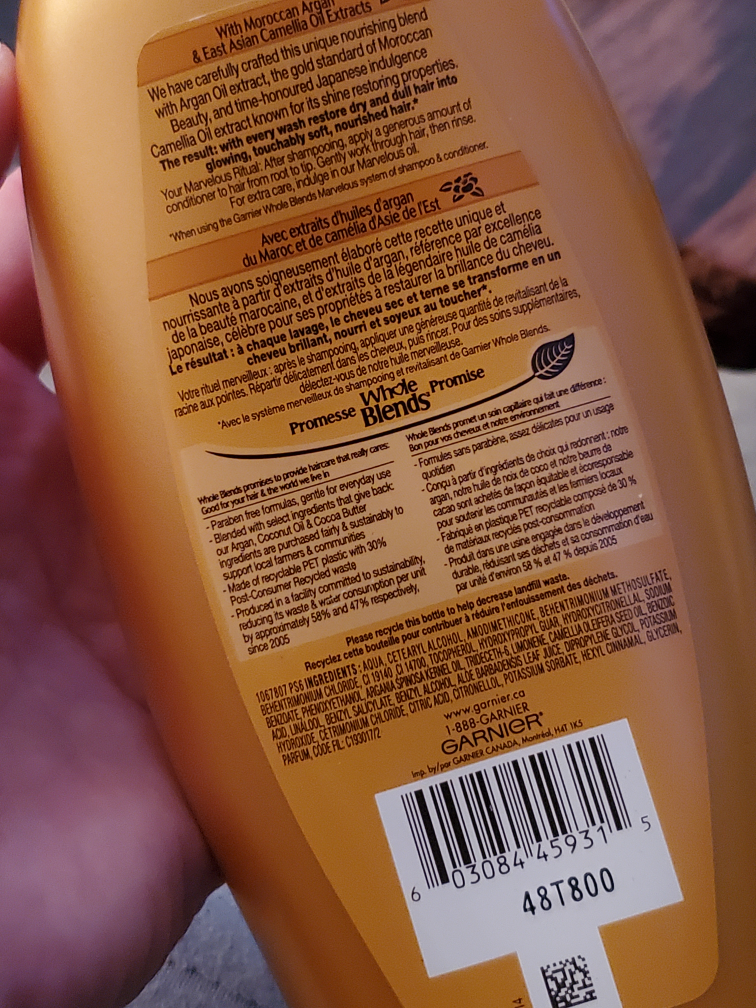 With Moroccan Argan
& East Asian Camellia Oil Extracts
We have carefully crafted this unique nourishing blend
with Argan Oil extract, the gold standard of Moroccan
Beauty, and time-honoured Japanese indulgence
Camellia Oil extract known for its shine restoring properties.
The result: with every wash restore dry and dull hair into
glowing, touchably soft, nourished hair.*
Your Marvelous Ritual: After shampooing, apply a generous amount of
conditioner to hair from root to tip. Gently work through hair, then rinse.
For extra care, indulge in our Marvelous oil.
*When using the Garnier Whole Blends Marvelous system of shampoo & conditioner.
Avec extraits d'huiles d'argan
du Maroc et de camélia d'Asie de l'Est
Nous avons soigneusement élaboré cette recette unique et
nourrissante à partir d'extraits d'huile d'argan, référence par excellence
de la beauté marocaine, et d'extraits de la légendaire huile de camélia
japonaise, célèbre pour ses propriétés à restaurer la brillance du cheveu.
Le résultat : à chaque lavage, le cheveu sec et terne se transforme en un
cheveu brillant, nourri et soyeux au toucher*.
Votre rituel merveilleux : après le shampooing, appliquer une généreuse quantité de revitalisant de la
racine aux pointes. Répartir délicatement dans les cheveux, puis rincer. Pour des soins supplémentaires,
délectez-vous de notre huile merveilleuse.
*Avec le système merveilleux de shampooing et revitalisant de Garnier Whole Blends.
Promesse Whole Blends Promise
Whole Blends promises to provide haircare that really cares:
Good for your hair & the world we live in
- Paraben free formulas, gentle for everyday use
- Blended with select ingredients that give back:
our Argan, Coconut Oil & Cocoa Butter
ingredients are purchased fairly & sustainably to
support local farmers & communities
- Made of recyclable PET plastic with 30%
Post-Consumer Recycled waste
- Produced in a facility committed to sustainability,
reducing its waste & water consumption per unit
by approximately 58% and 47% respectively,
since 2005
Whole Blends promet un soin capillaire qui fait une différence :
Bon pour vos cheveux et notre environnement
- Formules sans parabène, assez délicates pour un usage
quotidien
- Conçu à partir d'ingrédients de choix qui redonnent : notre
argan, notre huile de noix de coco et notre beurre de
cacao sont achetés de façon équitable et écoresponsable
pour soutenir les communautés et les fermiers locaux
- Fabriqué en plastique PET recyclable composé de 30 %
de matériaux recyclés post-consommation
- Produit dans une usine engagée dans le développement
durable, réduisant ses déchets et sa consommation d'eau
par unité d'environ 58 % et 47 % depuis 2005
Please recycle this bottle to help decrease landfill waste.
Recyclez cette bouteille pour contribuer à réduire l'enfouissement des déchets.
1067807 PS6 INGREDIENTS : AQUA, CETEARYL ALCOHOL, AMODIMETHICONE, BEHENTRIMONIUM METHOSULFATE,
BEHENTRIMONIUM CHLORIDE, CI 19140, CI 14700, TOCOPHEROL, HYDROXYPROPYL GUAR, HYDROXYCITRONELLAL, SODIUM
BENZOATE, PHENOXYETHANOL, ARGANIA SPINOSA KERNEL OIL, TRIDECETH-6, LIMONENE, CAMELLIA OLEIFERA SEED OIL, BENZOIC
ACID, LINALOOL, BENZYL SALICYLATE, BENZYL ALCOHOL, ALOE BARBADENSIS LEAF JUICE, DIPROPYLENE GLYCOL, POTASSIUM
HYDROXIDE, CETRIMONIUM CHLORIDE, CITRIC ACID, CITRONELLOL, POTASSIUM SORBATE, HEXYL CINNAMAL, GLYCERIN,
PARFUM, CODE FIL: C193017/2
www.garnier.ca
1-888-GARNIER
GARNIER®
Imp. by/par GARNIER CANADA, Montréal, H4T 1K5
6 03084 45931 5
48T800